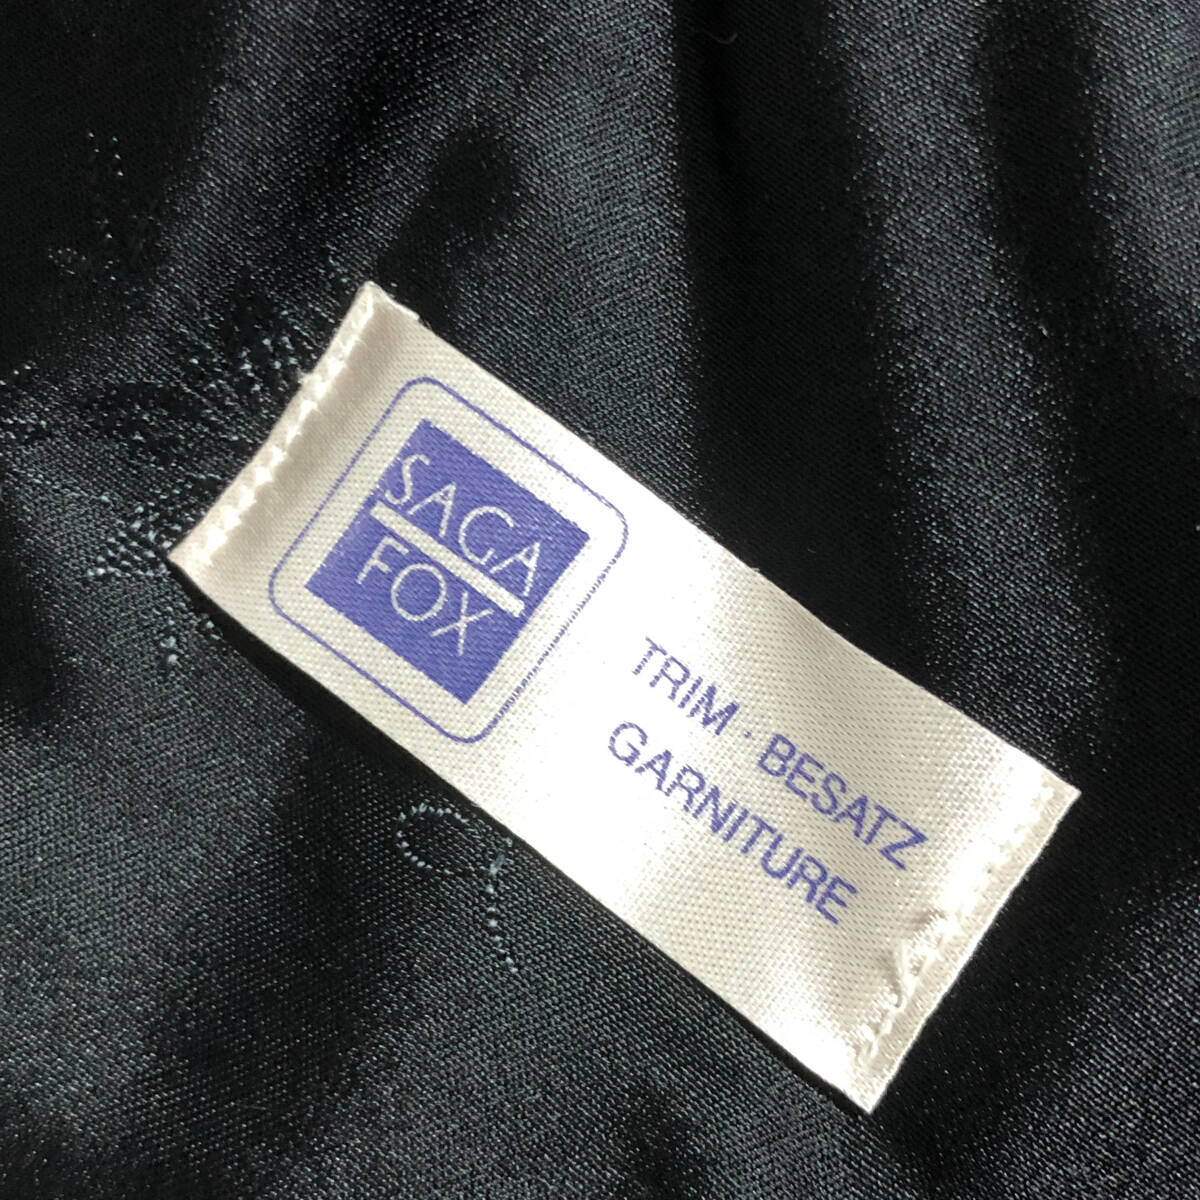 SAGA
FOX
TRIM · BESATZ
GARNITURE